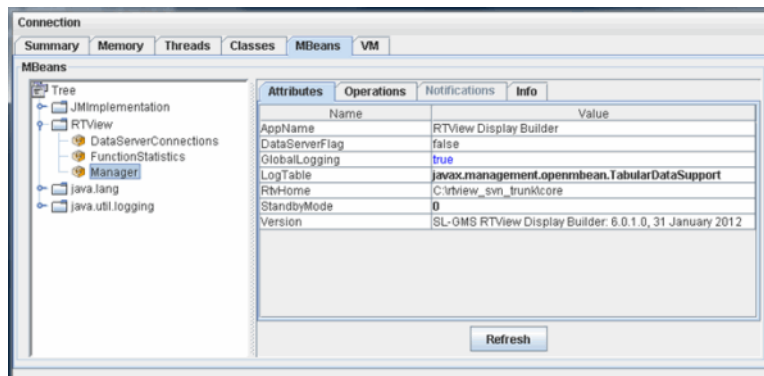 Connection
Summary Memory Threads Classes MBeans VM
MBeans
Tree
JMImplementation
RTView
DataServerConnections
FunctionStatistics
Manager
java.lang
java.util.logging
Attributes Operations Notifications Info
Name Value
AppName RTView Display Builder
DataServerFlag false
GlobalLogging true
LogTable javax.management.openmbean.TabularDataSupport
RtvHome C:\rtview_svn_trunk\core
StandbyMode 0
Version SL-GMS RTView Display Builder: 6.0.1.0, 31 January 2012
Refresh